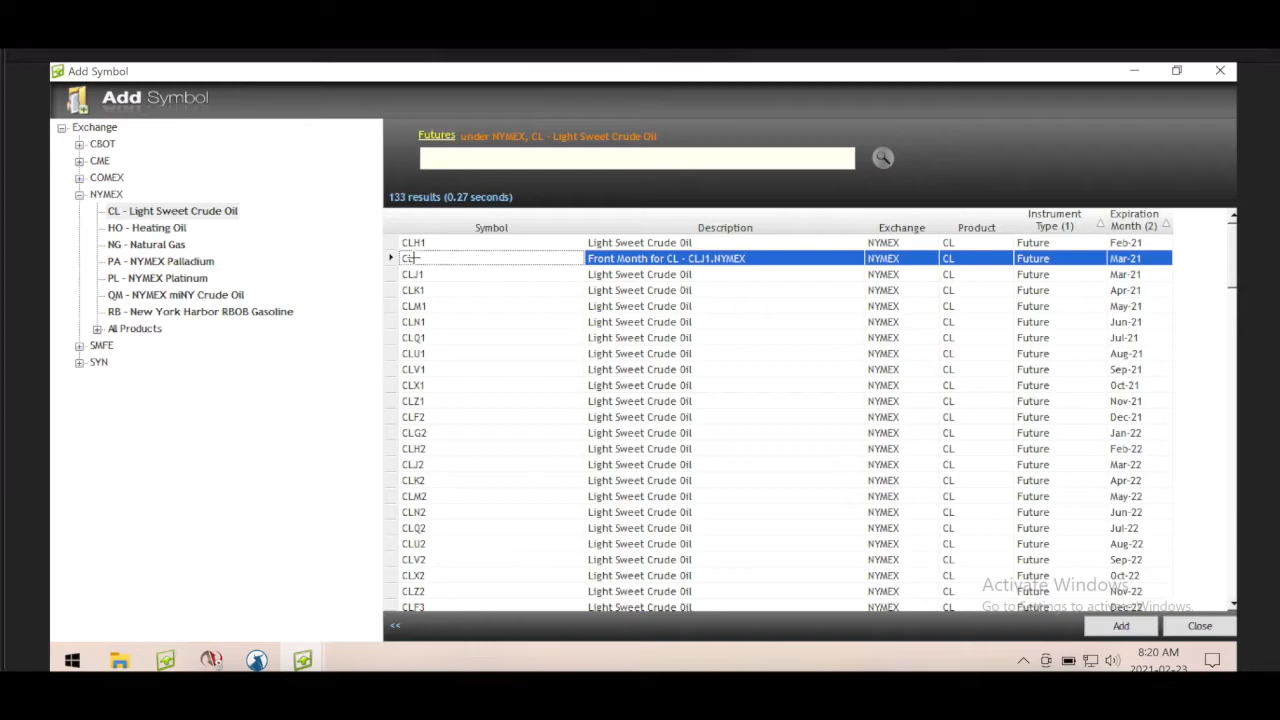 Add Symbol
Add Symbol
Exchange
CBOT
CME
COMEX
NYMEX
CL - Light Sweet Crude Oil
HO - Heating Oil
NG - Natural Gas
PA - NYMEX Palladium
PL - NYMEX Platinum
QM - NYMEX miNY Crude Oil
RB - New York Harbor RBOB Gasoline
All Products
SMFE
SYN
Futures under NYMEX, CL - Light Sweet Crude Oil
133 results (0.27 seconds)
Symbol Description Exchange Product Instrument Type (1) Expiration Month (2)
CLH1 Light Sweet Crude Oil NYMEX CL Future Feb-21
Front Month for CL - CLJ1.NYMEX NYMEX CL Future Mar-21
CLJ1 Light Sweet Crude Oil NYMEX CL Future Mar-21
CLK1 Light Sweet Crude Oil NYMEX CL Future Apr-21
CLM1 Light Sweet Crude Oil NYMEX CL Future May-21
CLN1 Light Sweet Crude Oil NYMEX CL Future Jun-21
CLQ1 Light Sweet Crude Oil NYMEX CL Future Jul-21
CLU1 Light Sweet Crude Oil NYMEX CL Future Aug-21
CLV1 Light Sweet Crude Oil NYMEX CL Future Sep-21
CLX1 Light Sweet Crude Oil NYMEX CL Future Oct-21
CLZ1 Light Sweet Crude Oil NYMEX CL Future Nov-21
CLF2 Light Sweet Crude Oil NYMEX CL Future Dec-21
CLG2 Light Sweet Crude Oil NYMEX CL Future Jan-22
CLH2 Light Sweet Crude Oil NYMEX CL Future Feb-22
CLJ2 Light Sweet Crude Oil NYMEX CL Future Mar-22
CLK2 Light Sweet Crude Oil NYMEX CL Future Apr-22
CLM2 Light Sweet Crude Oil NYMEX CL Future May-22
CLN2 Light Sweet Crude Oil NYMEX CL Future Jun-22
CLQ2 Light Sweet Crude Oil NYMEX CL Future Jul-22
CLU2 Light Sweet Crude Oil NYMEX CL Future Aug-22
CLV2 Light Sweet Crude Oil NYMEX CL Future Sep-22
CLX2 Light Sweet Crude Oil NYMEX CL Future Oct-22
CLZ2 Light Sweet Crude Oil NYMEX CL Future Nov-22
CLF3 Light Sweet Crude Oil NYMEX CL Future Dec-22
Activate Windows
Go to Settings to activate Windows.
<< Add Close
8:20 AM
2021-02-23